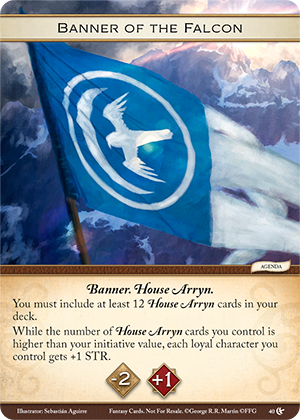 Banner of the Falcon
AGENDA
Banner. House Arryn.
You must include at least 12 House Arryn cards in your
deck.
While the number of House Arryn cards you control is
higher than your initiative value, each loyal character you
control gets +1 STR.
-2 +1
Illustrator: Sebastián Aguirre Fantasy Cards. Not For Resale. ©George R.R. Martin ©FFG 40